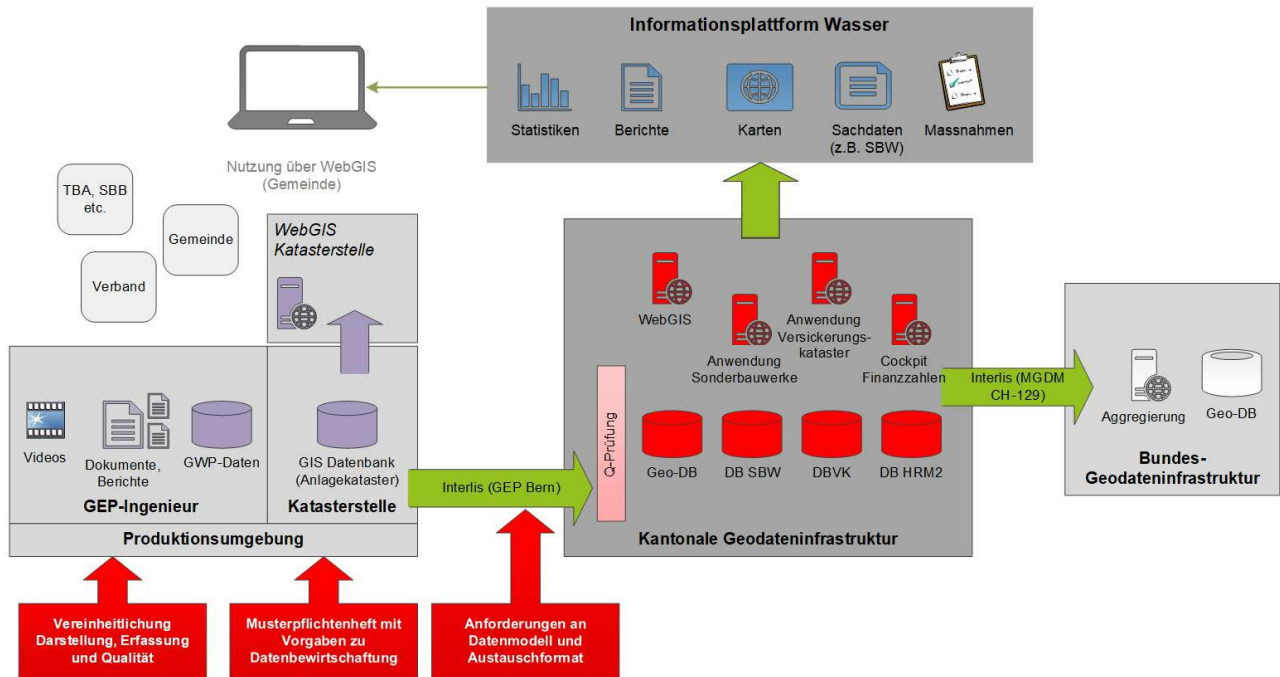 Informationsplattform Wasser
Statistiken
Berichte
Karten
Sachdaten
(z.B. SBW)
Massnahmen
Nutzung über WebGIS
(Gemeinde)
TBA, SBB
etc.
Gemeinde
Verband
WebGIS
Katasterstelle
Videos
Dokumente,
Berichte
GWP-Daten
GEP-Ingenieur
GIS Datenbank
(Anlagekataster)
Katasterstelle
Produktionsumgebung
Interlis (GEP Bern)
Q-Prüfung
WebGIS
Anwendung
Sonderbauwerke
Anwendung
Versickerungs-
kataster
Cockpit
Finanzzahlen
Geo-DB
DB SBW
DBVK
DB HRM2
Kantonale Geodateninfrastruktur
Interlis (MGDM
CH-129)
Aggregierung
Geo-DB
Bundes-
Geodateninfrastruktur
Vereinheitlichung
Darstellung, Erfassung
und Qualität
Musterpflichtenheft mit
Vorgaben zu
Datenbewirtschaftung
Anforderungen an
Datenmodell und
Austauschformat